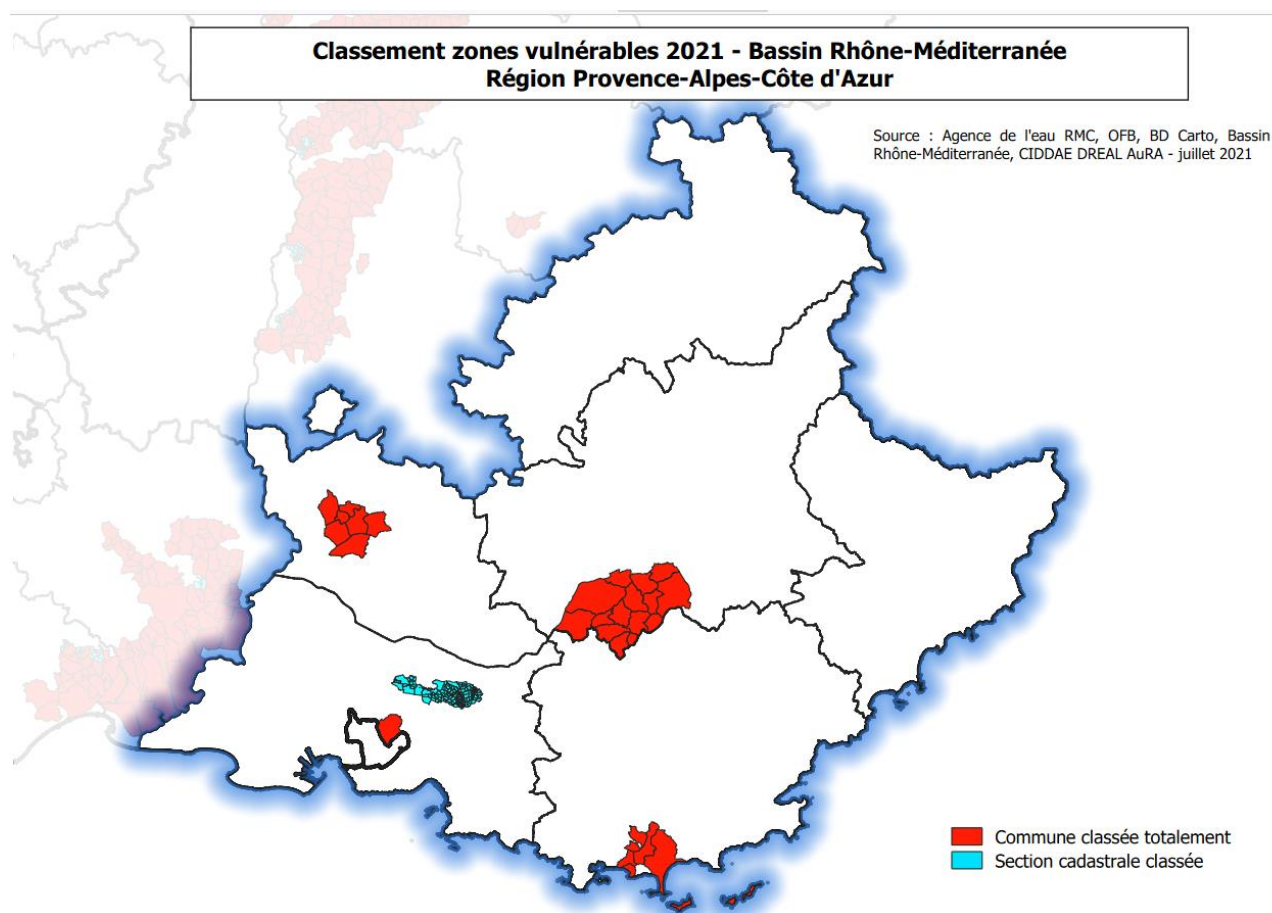 Classement zones vulnérables 2021 - Bassin Rhône-Méditerranée
Région Provence-Alpes-Côte d'Azur
Source : Agence de l'eau RMC, OFB, BD Carto, Bassin
Rhône-Méditerranée, CIDDAE DREAL AuRA - juillet 2021
Commune classée totalement
Section cadastrale classée